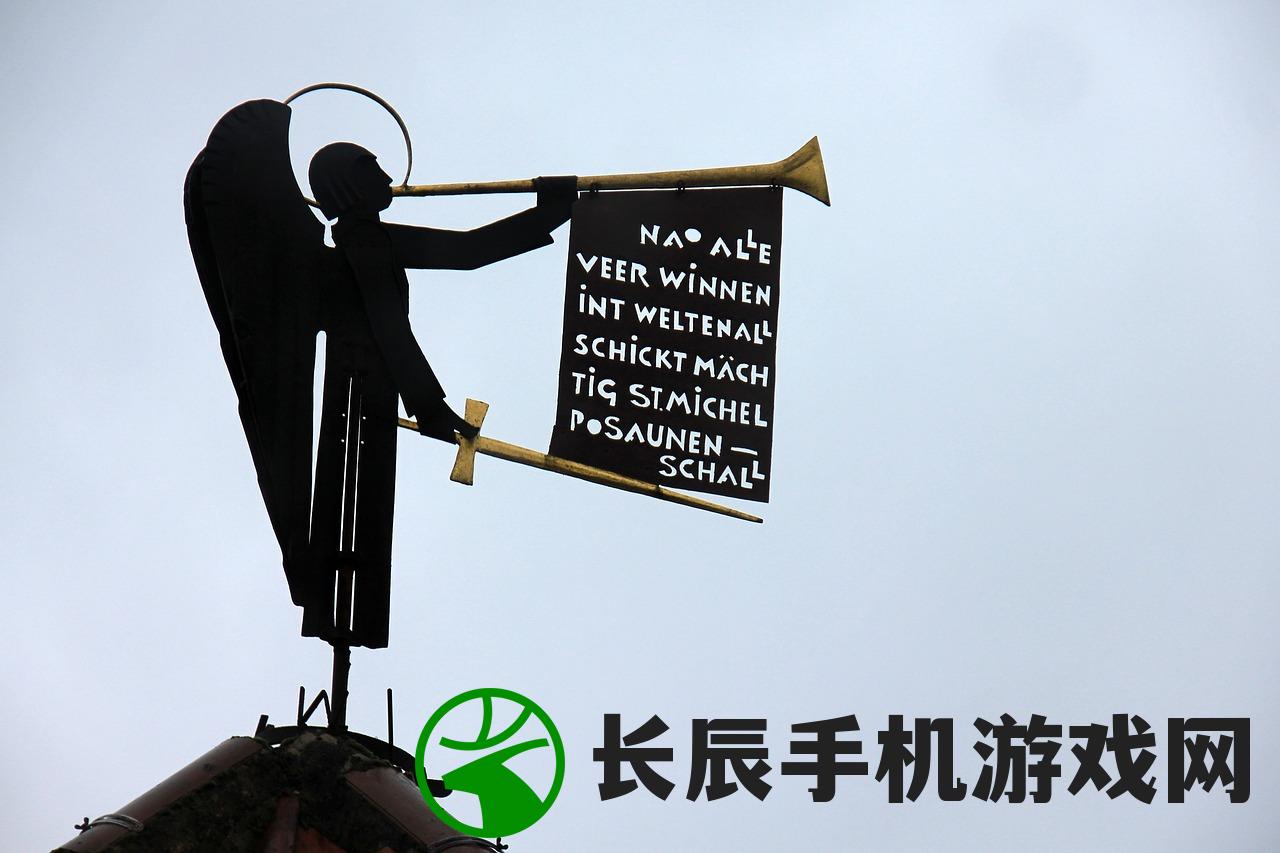 NAO ALLE
VEER WINNEN
INT WELTENALL
SCHICKT MÄCH
TIG ST.MICHEL
POSAUNEN —
SCHALL
长辰手机游戏网